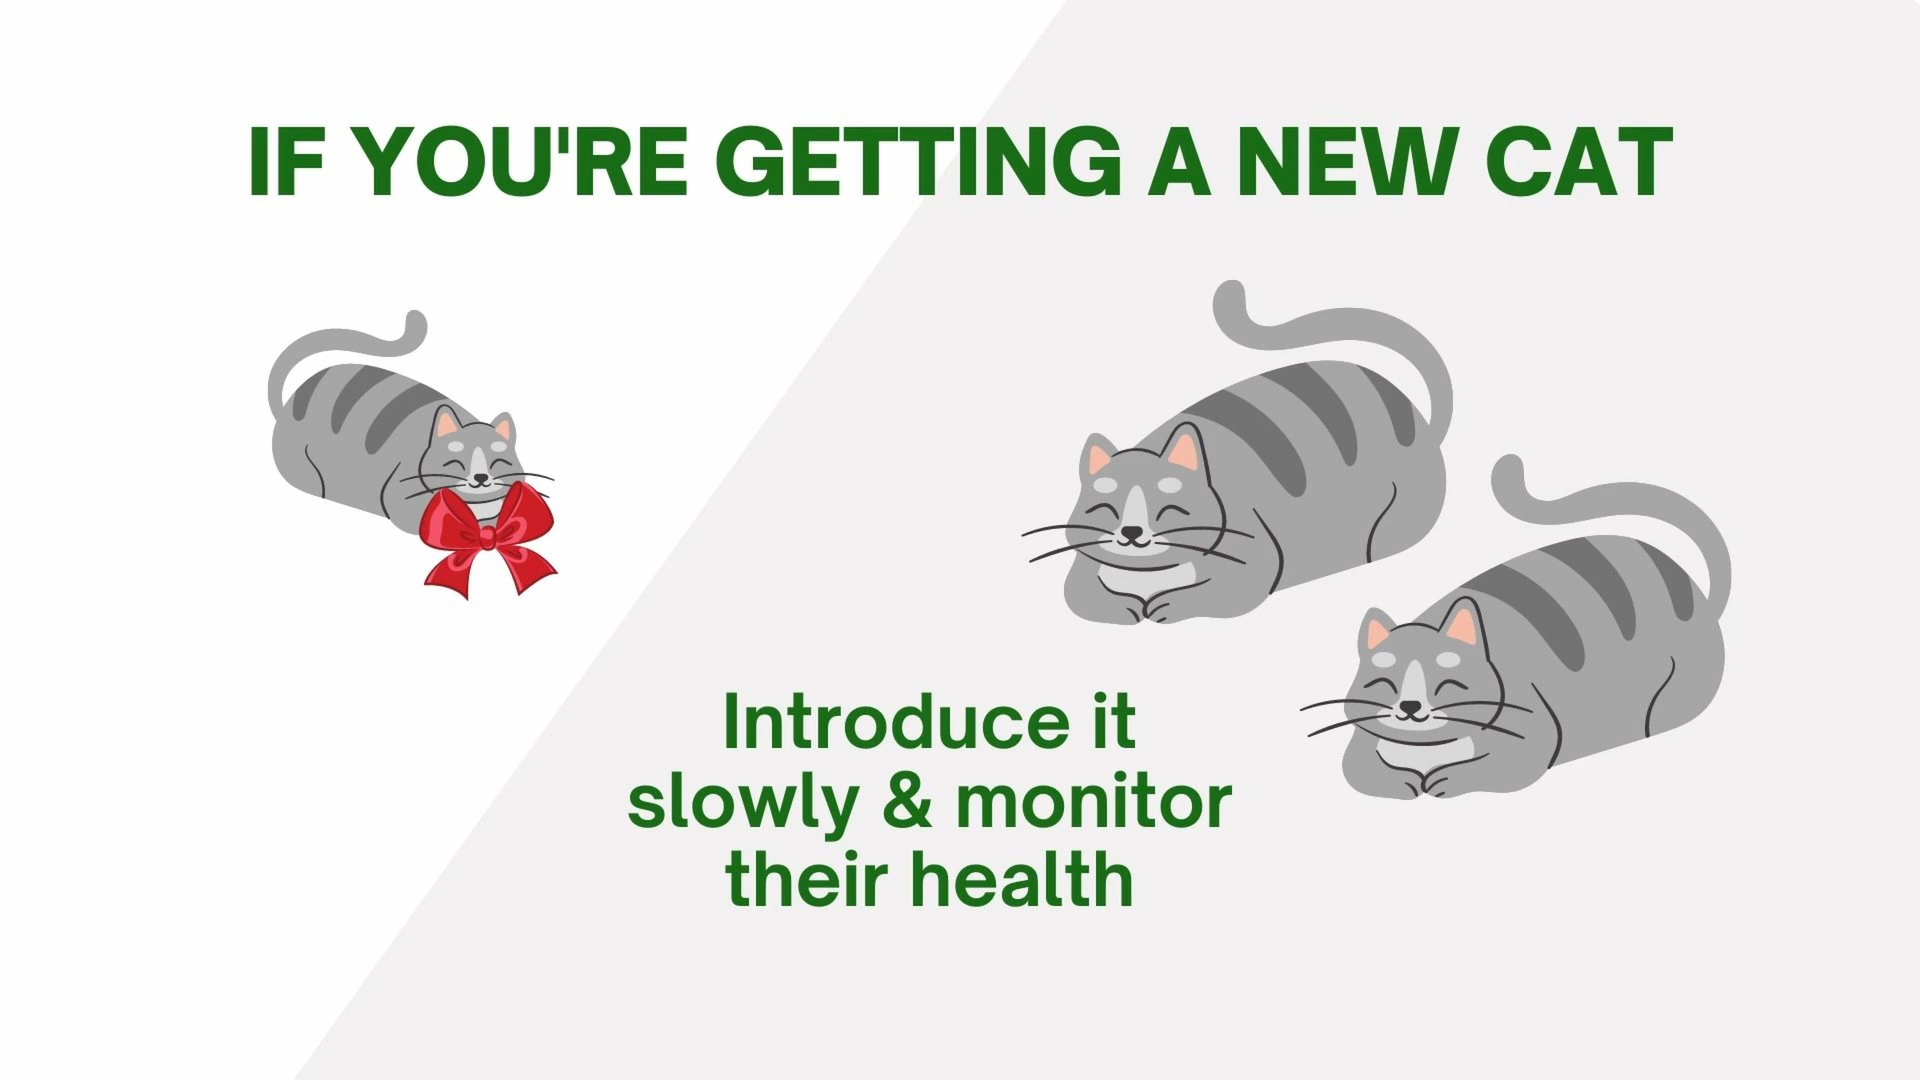 IF YOU'RE GETTING A NEW CAT
Introduce it
slowly & monitor
their health